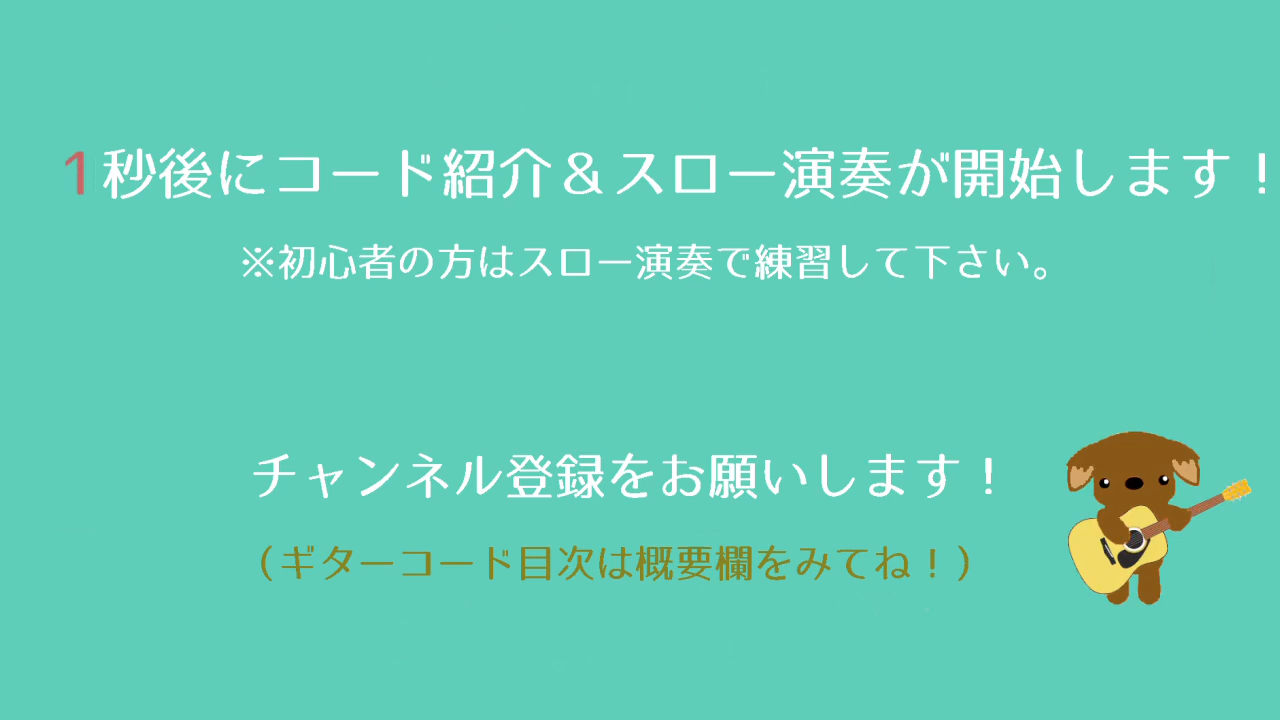 1秒後にコード紹介＆スロー演奏が開始します！
※初心者の方はスロー演奏で練習して下さい。
チャンネル登録をお願いします！
（ギターコード目次は概要欄をみてね！）